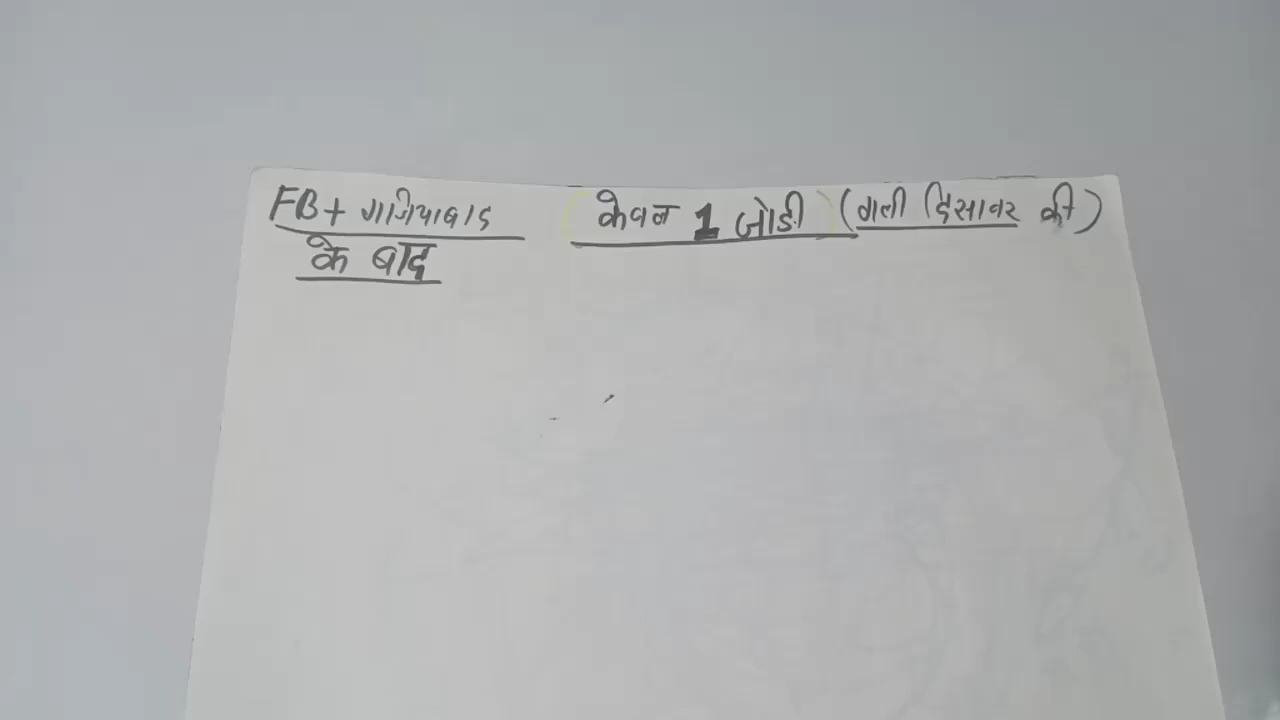 FB+ गाजियाबाद केवल 1 जोडी (गली दिसावर की)
के बाद